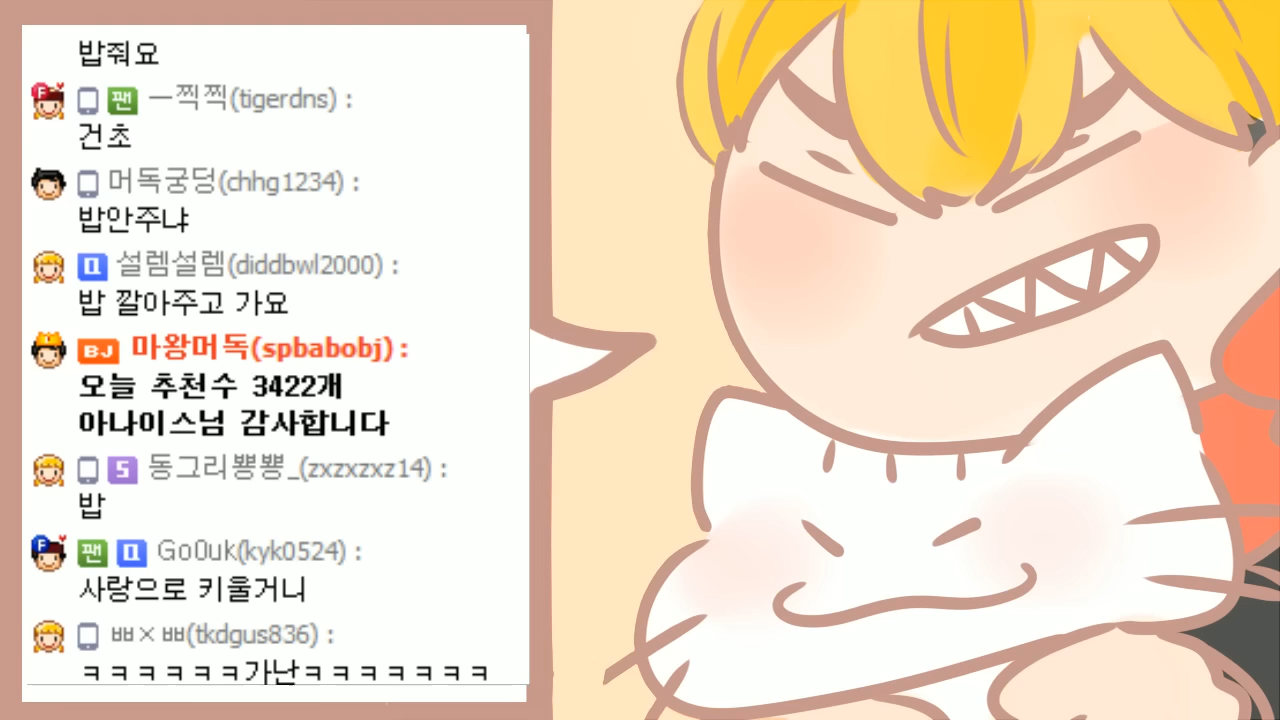 밥줘요
팬 ㅡ찍찍(tigerdns) :
건초
머독궁덩(chhg1234) :
밥안주냐
설렘설렘(diddbwl2000) :
밥 깔아주고 가요
BJ 마왕머독(spbabobj) :
오늘 추천수 3422개
아나이스님 감사합니다
S 동그리뿅뿅_(zxzxzxz14) :
밥
팬 Go0uk(kyk0524) :
사랑으로 키울거니
ㅃ×ㅃ(tkdgus836) :
ㅋㅋㅋㅋㅋㅋ가난ㅋㅋㅋㅋㅋㅋㅋ